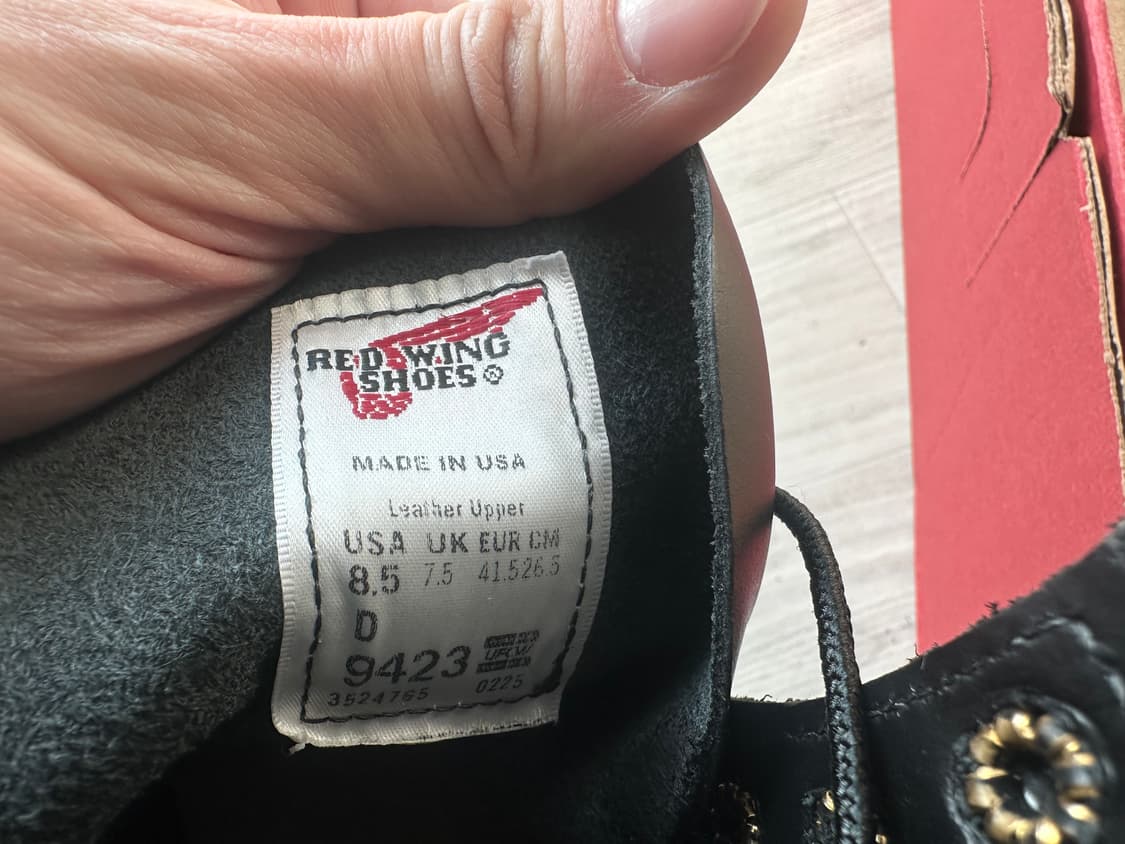 RED WING
SHOES ®
MADE IN USA
Leather Upper
USA UK EUR CM
8.5 7.5 41.5 26.5
D
9423
UFCW
3524765 0225